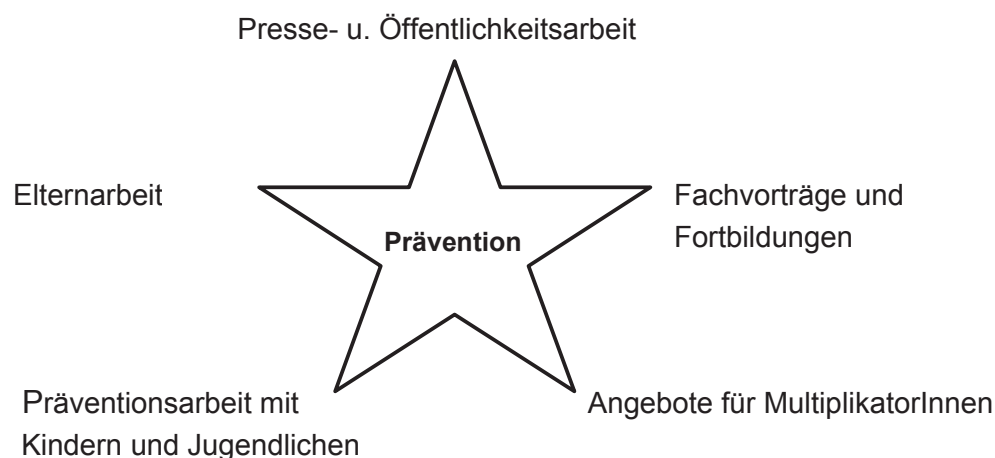 Presse- u. Öffentlichkeitsarbeit
Elternarbeit
Fachvorträge und
Fortbildungen
Prävention
Präventionsarbeit mit
Kindern und Jugendlichen
Angebote für MultiplikatorInnen